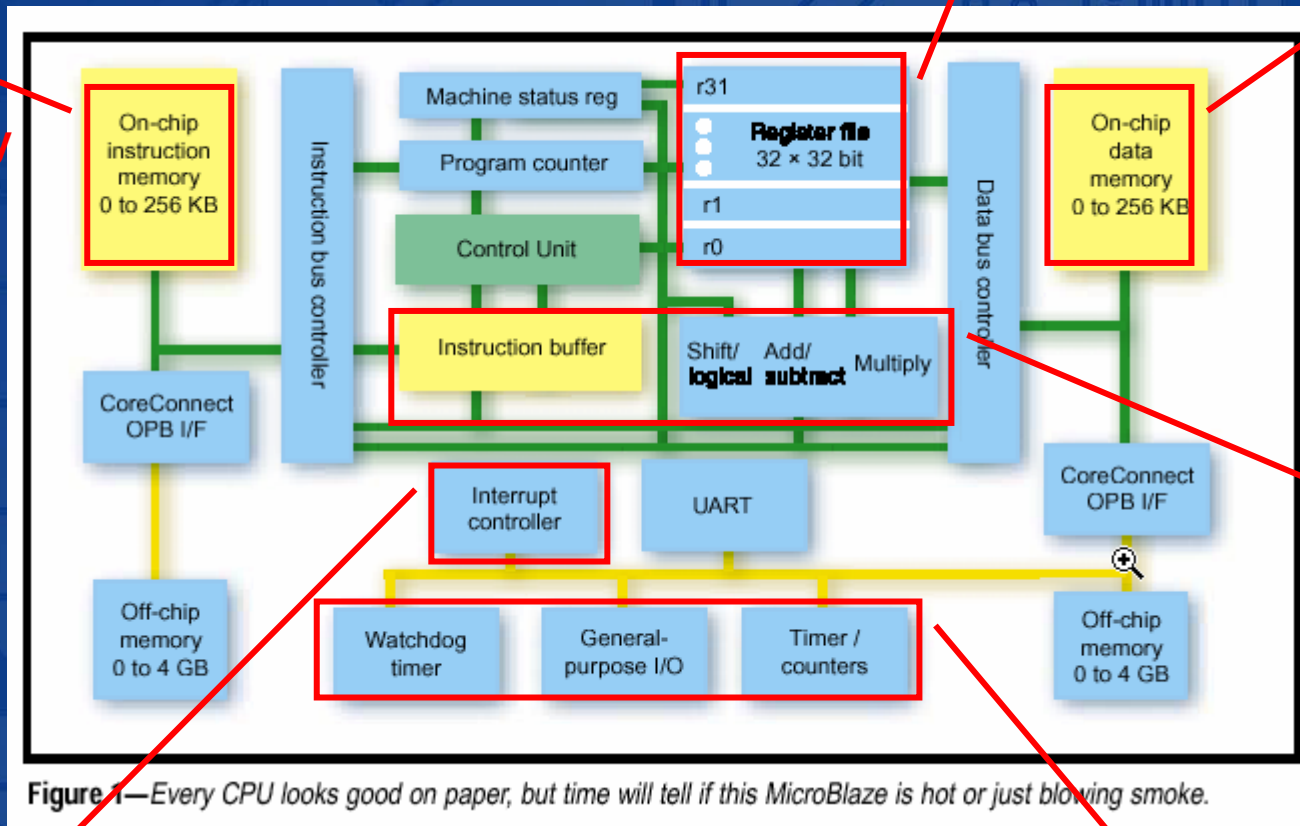 On-chip
instruction
memory
0 to 256 KB
Instruction bus controller
Machine status reg
Program counter
Control Unit
Instruction buffer
r31
Register file
32 × 32 bit
r1
r0
Shift/
logical
Add/
subtract
Multiply
Data bus controller
On-chip
data
memory
0 to 256 KB
CoreConnect
OPB I/F
Interrupt
controller
UART
CoreConnect
OPB I/F
Off-chip
memory
0 to 4 GB
Watchdog
timer
General-
purpose I/O
Timer /
counters
Off-chip
memory
0 to 4 GB
Figure 1—Every CPU looks good on paper, but time will tell if this MicroBlaze is hot or just blowing smoke.